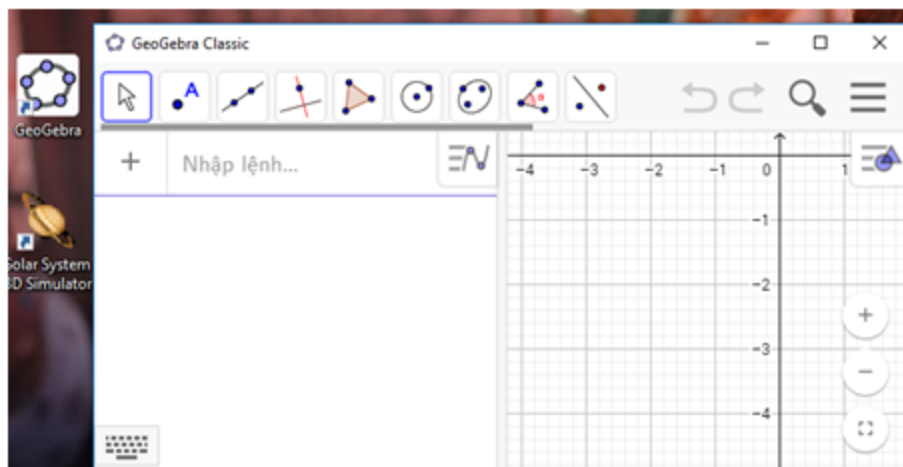 GeoGebra Classic
A
α
GeoGebra
+ Nhập lệnh...
-4 -3 -2 -1 0 1
-1
Solar System
3D Simulator
-2
+
-3
−
-4